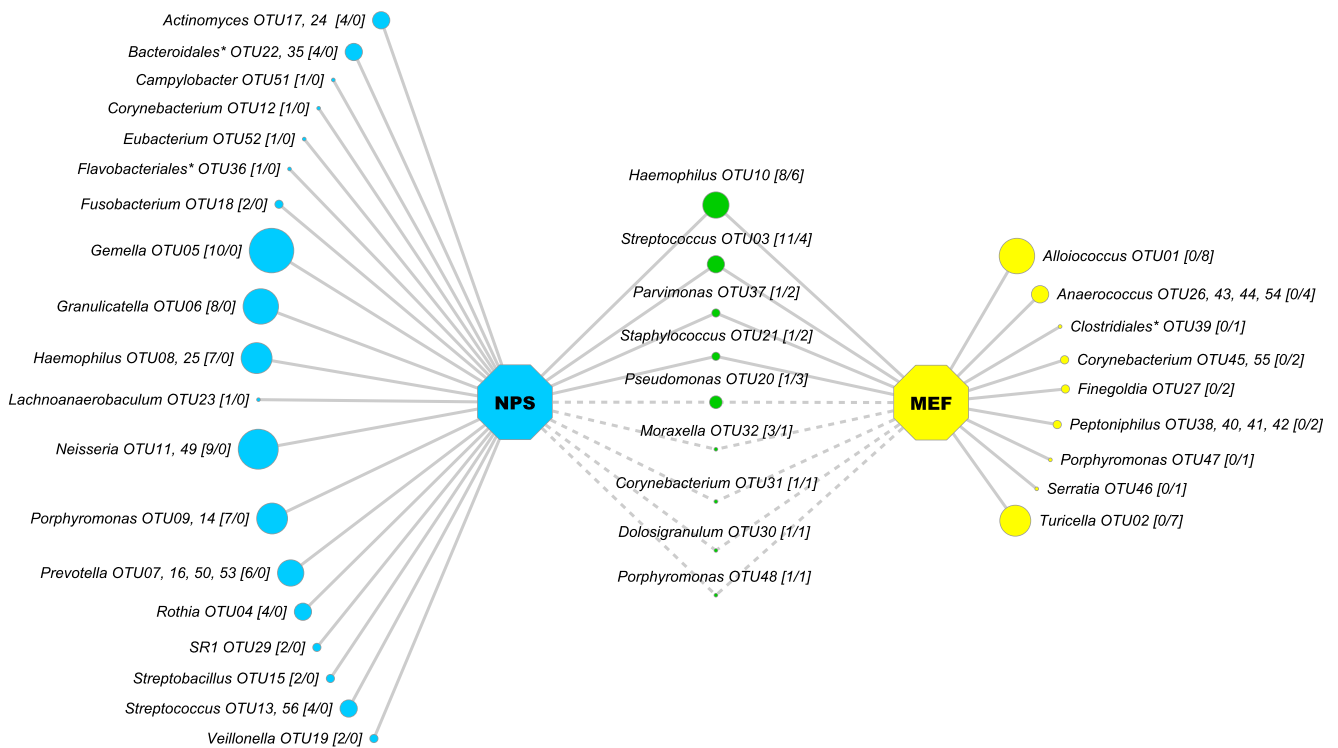 Actinomyces OTU17, 24 [4/0]
Bacteroidales* OTU22, 35 [4/0]
Campylobacter OTU51 [1/0]
Corynebacterium OTU12 [1/0]
Eubacterium OTU52 [1/0]
Flavobacteriales* OTU36 [1/0]
Fusobacterium OTU18 [2/0]
Gemella OTU05 [10/0]
Granulicatella OTU06 [8/0]
Haemophilus OTU08, 25 [7/0]
Lachnoanaerobaculum OTU23 [1/0]
Neisseria OTU11, 49 [9/0]
Porphyromonas OTU09, 14 [7/0]
Prevotella OTU07, 16, 50, 53 [6/0]
Rothia OTU04 [4/0]
SR1 OTU29 [2/0]
Streptobacillus OTU15 [2/0]
Streptococcus OTU13, 56 [4/0]
Veillonella OTU19 [2/0]
NPS
Haemophilus OTU10 [8/6]
Streptococcus OTU03 [11/4]
Parvimonas OTU37 [1/2]
Staphylococcus OTU21 [1/2]
Pseudomonas OTU20 [1/3]
Moraxella OTU32 [3/1]
Corynebacterium OTU31 [1/1]
Dolosigranulum OTU30 [1/1]
Porphyromonas OTU48 [1/1]
MEF
Alloiococcus OTU01 [0/8]
Anaerococcus OTU26, 43, 44, 54 [0/4]
Clostridiales* OTU39 [0/1]
Corynebacterium OTU45, 55 [0/2]
Finegoldia OTU27 [0/2]
Peptoniphilus OTU38, 40, 41, 42 [0/2]
Porphyromonas OTU47 [0/1]
Serratia OTU46 [0/1]
Turicella OTU02 [0/7]